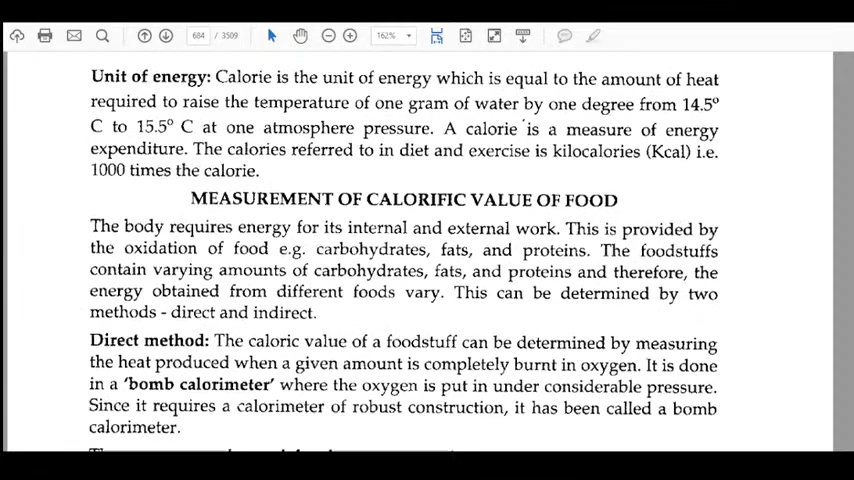 684 / 3509
162%
Unit of energy: Calorie is the unit of energy which is equal to the amount of heat
required to raise the temperature of one gram of water by one degree from 14.5º
C to 15.5º C at one atmosphere pressure. A calorie is a measure of energy
expenditure. The calories referred to in diet and exercise is kilocalories (Kcal) i.e.
1000 times the calorie.
MEASUREMENT OF CALORIFIC VALUE OF FOOD
The body requires energy for its internal and external work. This is provided by
the oxidation of food e.g. carbohydrates, fats, and proteins. The foodstuffs
contain varying amounts of carbohydrates, fats, and proteins and therefore, the
energy obtained from different foods vary. This can be determined by two
methods - direct and indirect.
Direct method: The caloric value of a foodstuff can be determined by measuring
the heat produced when a given amount is completely burnt in oxygen. It is done
in a 'bomb calorimeter' where the oxygen is put in under considerable pressure.
Since it requires a calorimeter of robust construction, it has been called a bomb
calorimeter.